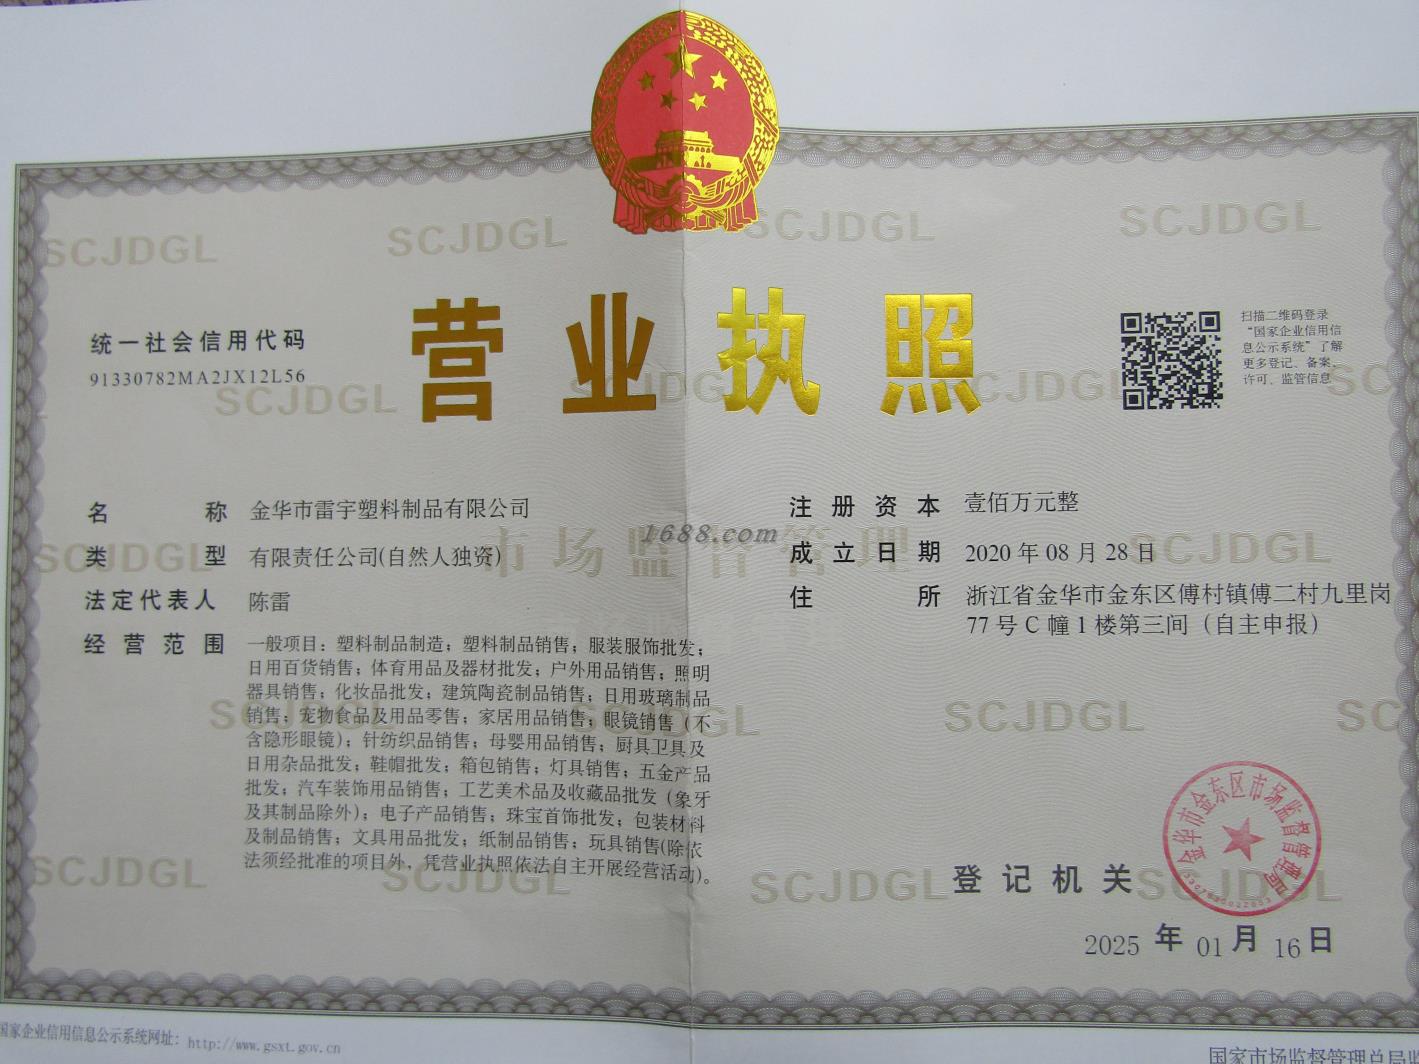 营业执照
统一社会信用代码
91330782MA2JX12L56
扫描二维码登录
“国家企业信用信
息公示系统”了解
更多登记、备案、
许可、监管信息
名称 金华市雷宇塑料制品有限公司
类型 有限责任公司(自然人独资)
法定代表人 陈雷
经营范围 一般项目：塑料制品制造；塑料制品销售；服装服饰批发；
日用百货销售；体育用品及器材批发；户外用品销售；照明
器具销售；化妆品批发；建筑陶瓷制品销售；日用玻璃制品
销售；宠物食品及用品零售；家居用品销售；眼镜销售（不
含隐形眼镜）；针纺织品销售；母婴用品销售；厨具卫具及
日用杂品批发；鞋帽批发；箱包销售；灯具销售；五金产品
批发；汽车装饰用品销售；工艺美术品及收藏品批发（象牙
及其制品除外）；电子产品销售；珠宝首饰批发；包装材料
及制品销售；文具用品批发；纸制品销售；玩具销售(除依
法须经批准的项目外，凭营业执照依法自主开展经营活动)。
注册资本 壹佰万元整
成立日期 2020年08月28日
住所 浙江省金华市金东区傅村镇傅二村九里岗
77号C幢1楼第三间（自主申报）
1688.com
市场监督管理
SCJDGL
登记机关
金华市金东区市场监督管理局
2025年01月16日
国家企业信用信息公示系统网址：http://www.gsxt.gov.cn
国家市场监督管理总局监